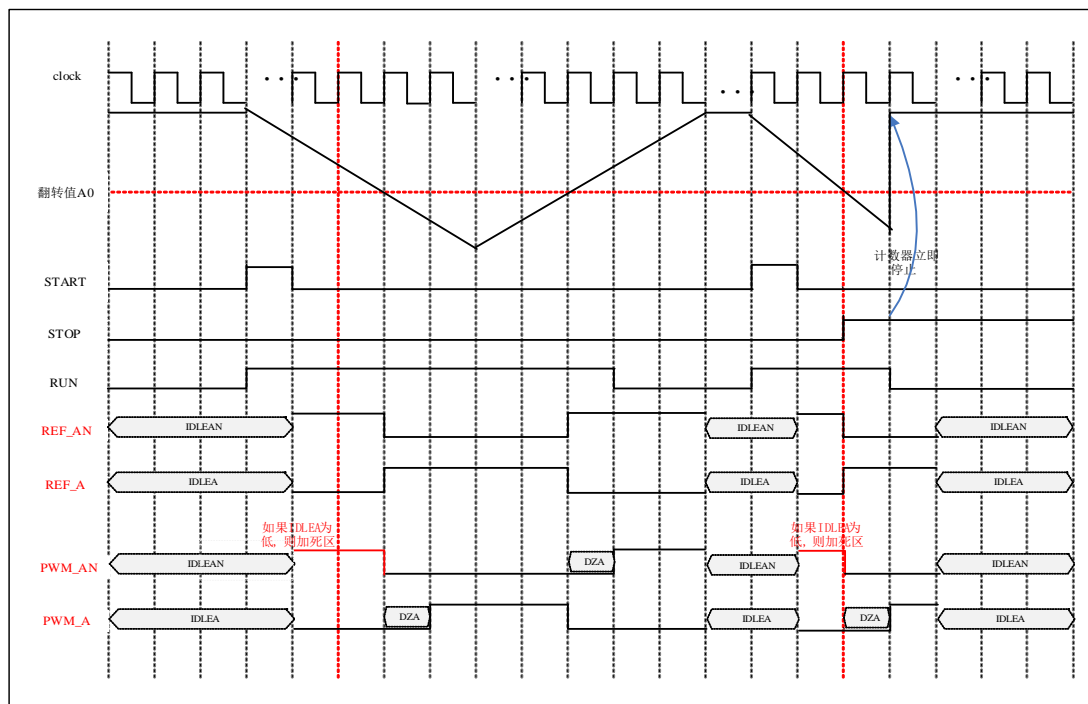 clock
翻转值A0
计数器立即
停止
START
STOP
RUN
REF_AN
IDLEAN
IDLEAN
IDLEAN
REF_A
IDLEA
IDLEA
IDLEA
如果IDLEA为
低, 则加死区
如果IDLEA为
低, 则加死区
PWM_AN
IDLEAN
DZA
IDLEAN
IDLEAN
PWM_A
IDLEA
DZA
IDLEA
DZA
IDLEA